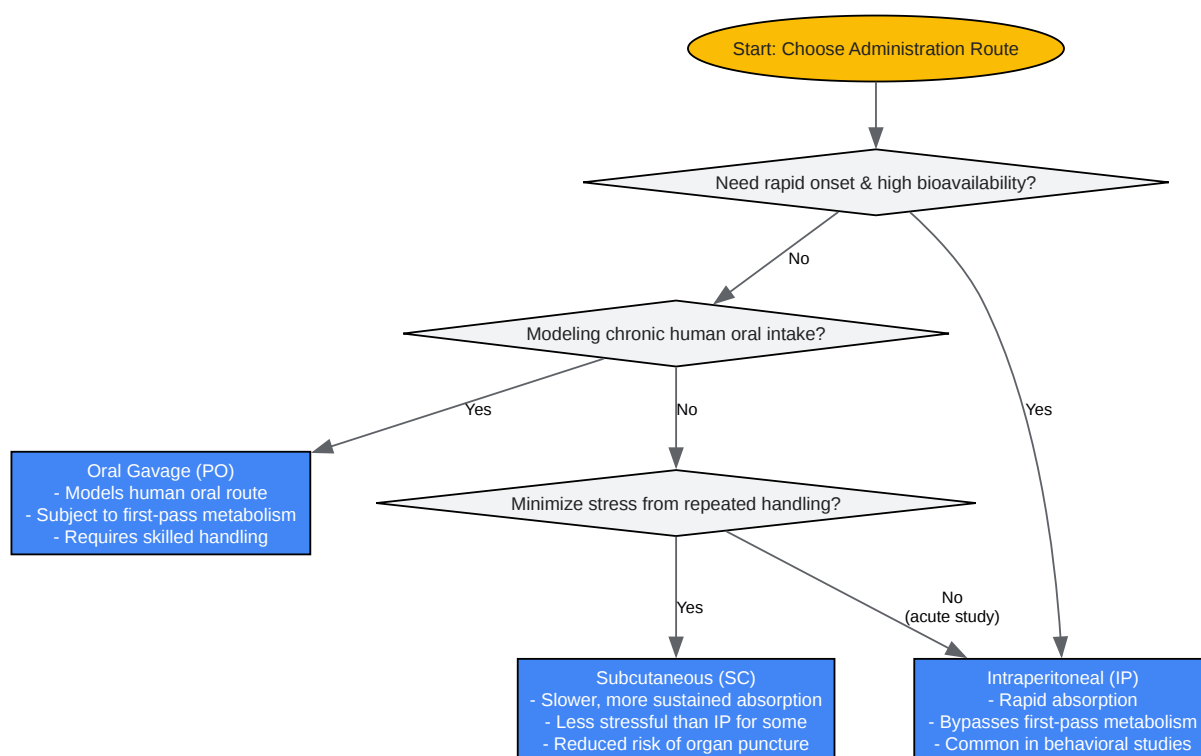 Start: Choose Administration Route
Need rapid onset & high bioavailability?
No
Modeling chronic human oral intake?
Yes
No
Yes
Oral Gavage (PO)
- Models human oral route
- Subject to first-pass metabolism
- Requires skilled handling
Minimize stress from repeated handling?
Yes
No
(acute study)
Subcutaneous (SC)
- Slower, more sustained absorption
- Less stressful than IP for some
- Reduced risk of organ puncture
Intraperitoneal (IP)
- Rapid absorption
- Bypasses first-pass metabolism
- Common in behavioral studies